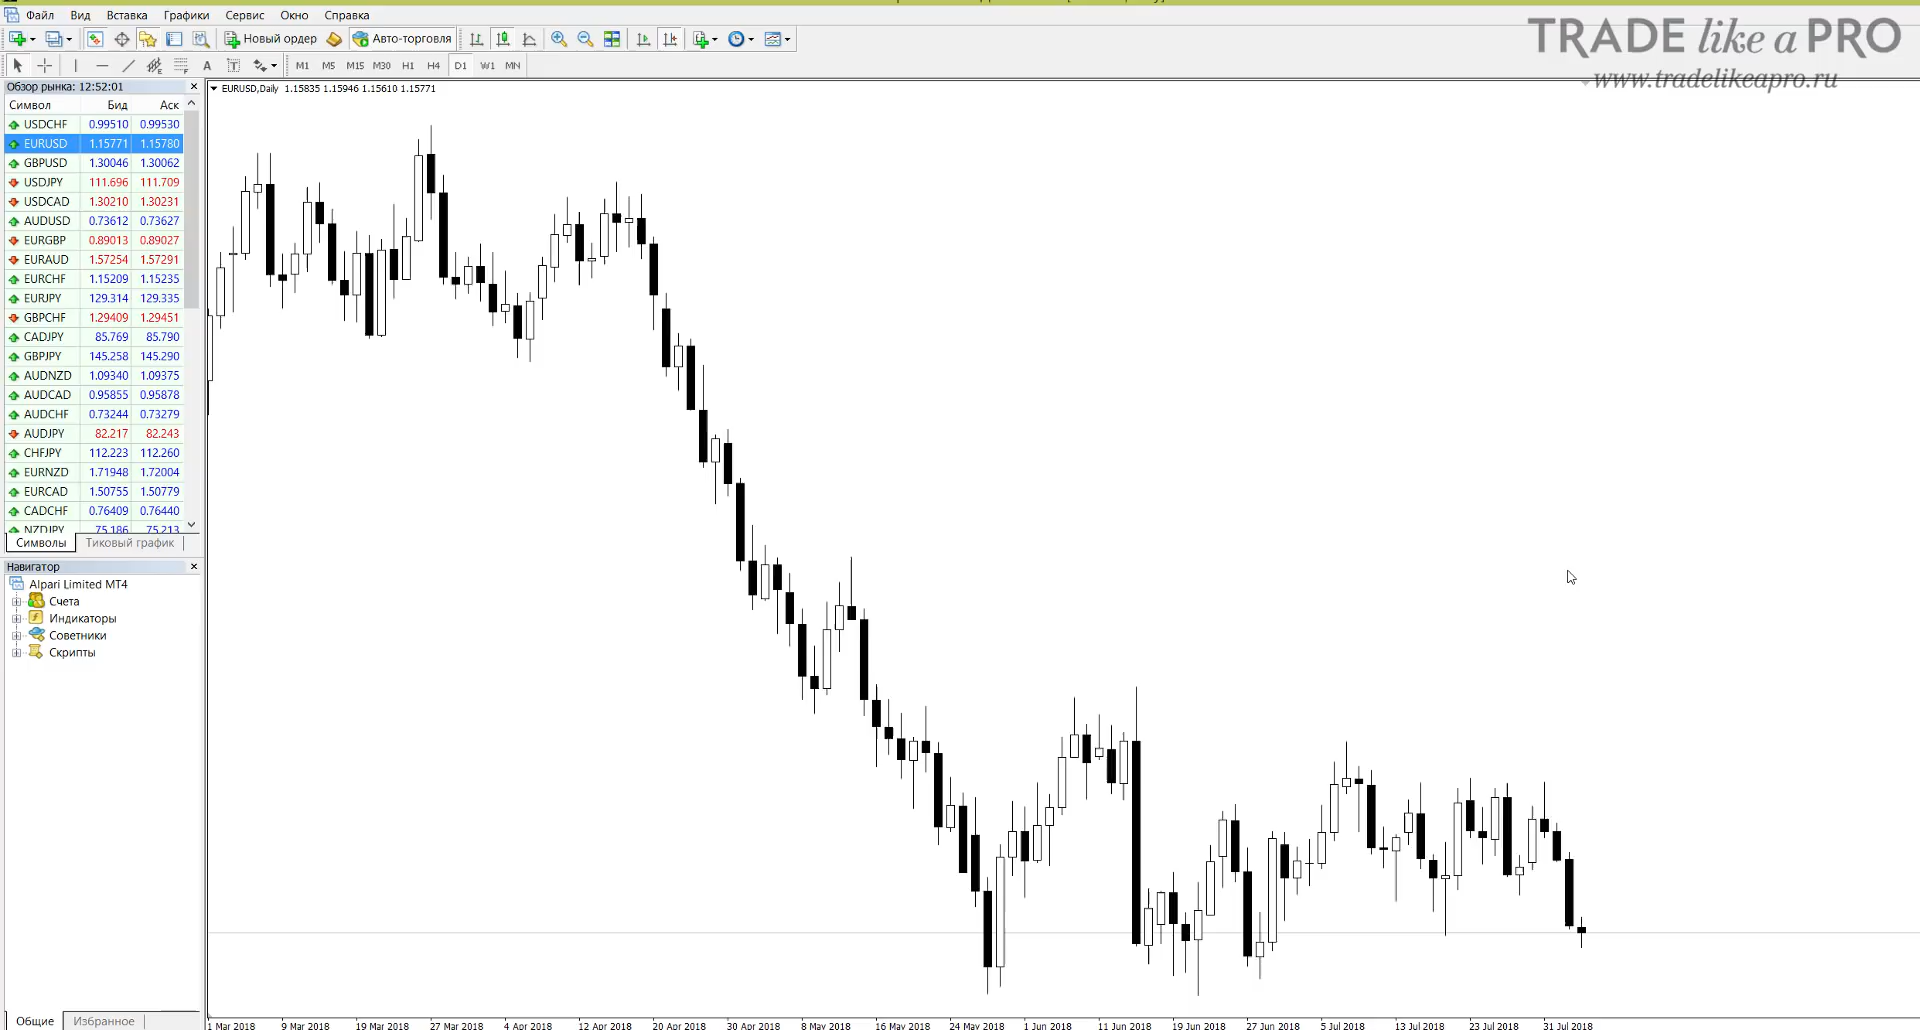 Файл Вид Вставка Графики Сервис Окно Справка
Новый ордер Авто-торговля
A T M1 M5 M15 M30 H1 H4 D1 W1 MN
TRADE like a PRO
www.tradelikeapro.ru
Обзор рынка: 12:52:01
Символ Бид Аск
USDCHF 0.99510 0.99530
EURUSD 1.15771 1.15780
GBPUSD 1.30046 1.30062
USDJPY 111.696 111.709
USDCAD 1.30210 1.30231
AUDUSD 0.73612 0.73627
EURGBP 0.89013 0.89027
EURAUD 1.57254 1.57291
EURCHF 1.15209 1.15235
EURJPY 129.314 129.335
GBPCHF 1.29409 1.29451
CADJPY 85.769 85.790
GBPJPY 145.258 145.290
AUDNZD 1.09340 1.09375
AUDCAD 0.95855 0.95878
AUDCHF 0.73244 0.73279
AUDJPY 82.217 82.243
CHFJPY 112.223 112.260
EURNZD 1.71948 1.72004
EURCAD 1.50755 1.50779
CADCHF 0.76409 0.76440
NZDJPY 75.186 75.213
Символы Тиковый график
Навигатор
Alpari Limited MT4
Счета
Индикаторы
Советники
Скрипты
Общие Избранное
EURUSD,Daily 1.15835 1.15946 1.15610 1.15771
1 Mar 2018 9 Mar 2018 19 Mar 2018 27 Mar 2018 4 Apr 2018 12 Apr 2018 20 Apr 2018 30 Apr 2018 8 May 2018 16 May 2018 24 May 2018 1 Jun 2018 11 Jun 2018 19 Jun 2018 27 Jun 2018 5 Jul 2018 13 Jul 2018 23 Jul 2018 31 Jul 2018